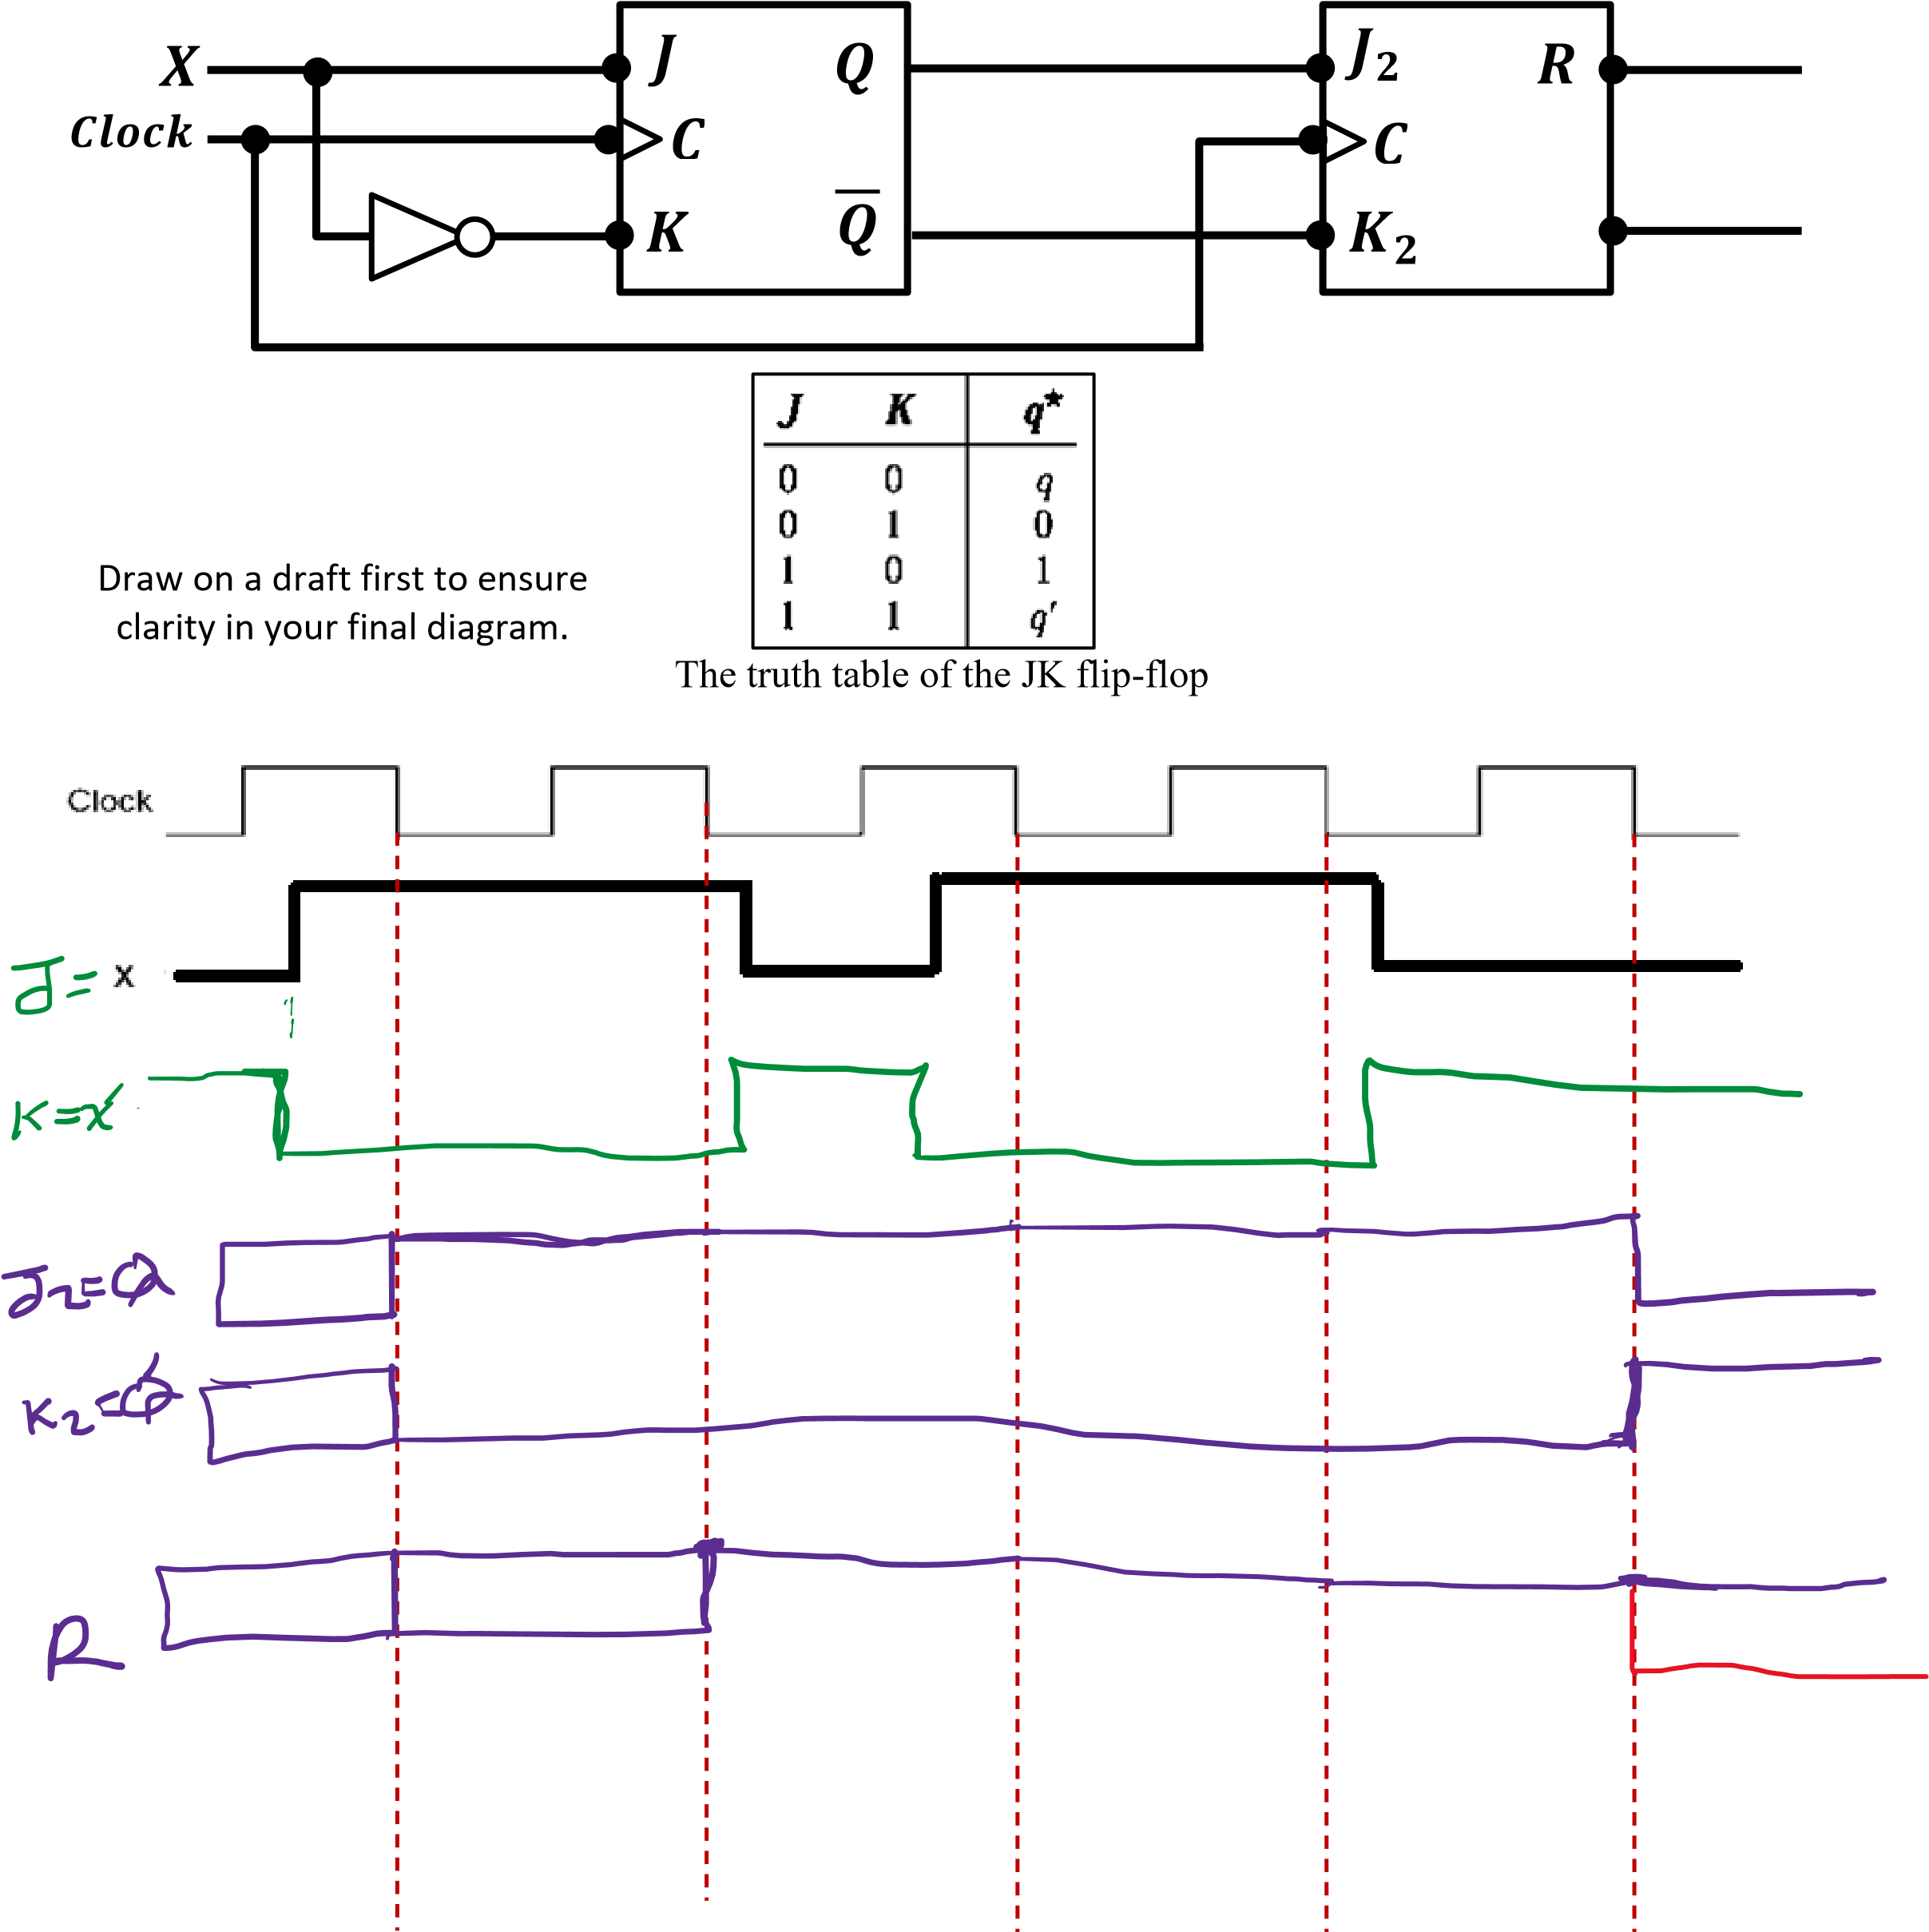 X J Q J₂ R
Clock C C
K Q̅ K₂
J K q★
0 0 q
0 1 0
1 0 1
1 1 q'
Draw on a draft first to ensure
clarity in your final diagram.
The truth table of the JK flip-flop
Clock
J= X
K=X'
J₂=Q
K₂=Q'
R